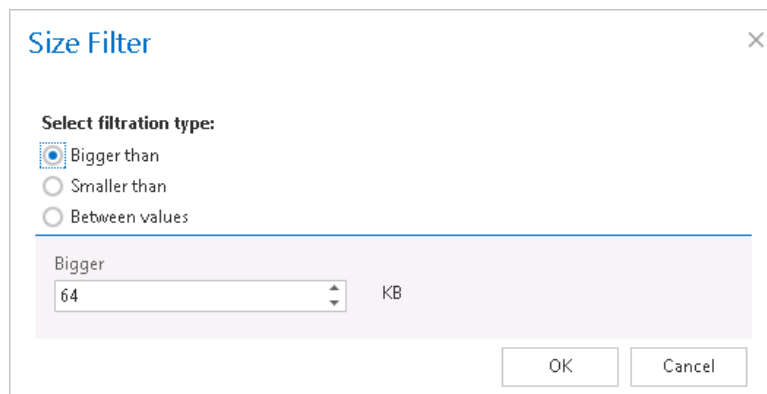 Size Filter
Select filtration type:
Bigger than
Smaller than
Between values
Bigger
64 KB
OK Cancel